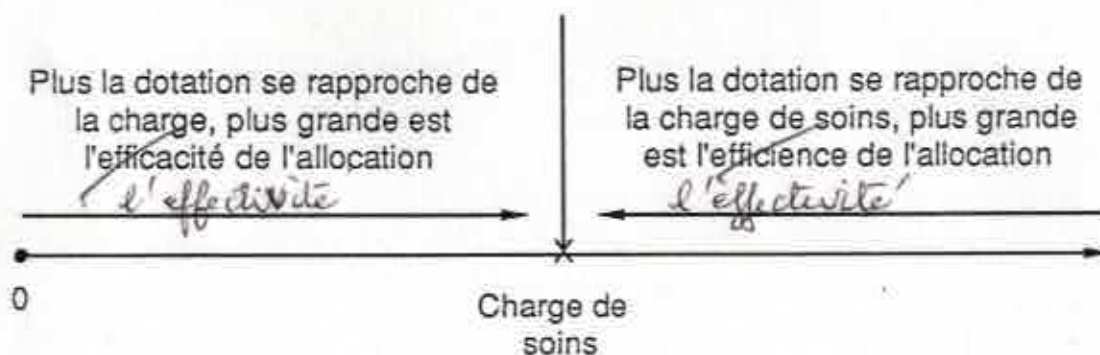 Plus la dotation se rapproche de
la charge, plus grande est
l'efficacité de l'allocation
l'effectivité
Plus la dotation se rapproche de
la charge de soins, plus grande
est l'efficience de l'allocation
l'effectivité
0
Charge de
soins